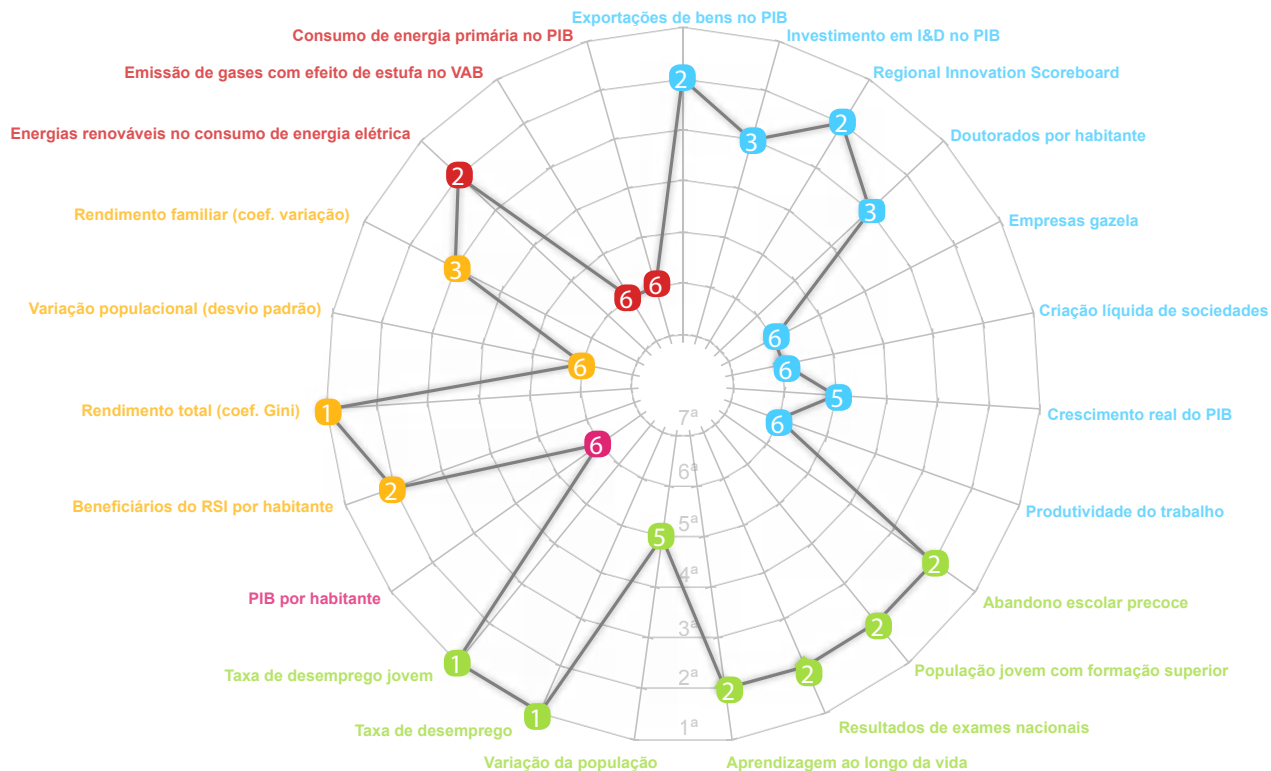 Exportações de bens no PIB
Consumo de energia primária no PIB
Investimento em I&D no PIB
Emissão de gases com efeito de estufa no VAB
Regional Innovation Scoreboard
2
Energias renováveis no consumo de energia elétrica
2
3
Doutorados por habitante
2
Rendimento familiar (coef. variação)
3
Empresas gazela
3
6
6
Variação populacional (desvio padrão)
Criação líquida de sociedades
6
6
6
5
Rendimento total (coef. Gini)
1
Crescimento real do PIB
7ª
6
6
6ª
2
Beneficiários do RSI por habitante
Produtividade do trabalho
5ª
5
2
4ª
PIB por habitante
Abandono escolar precoce
3ª
2
1
Taxa de desemprego jovem
População jovem com formação superior
2ª
2
2
1
1ª
Taxa de desemprego
Resultados de exames nacionais
Variação da população
Aprendizagem ao longo da vida